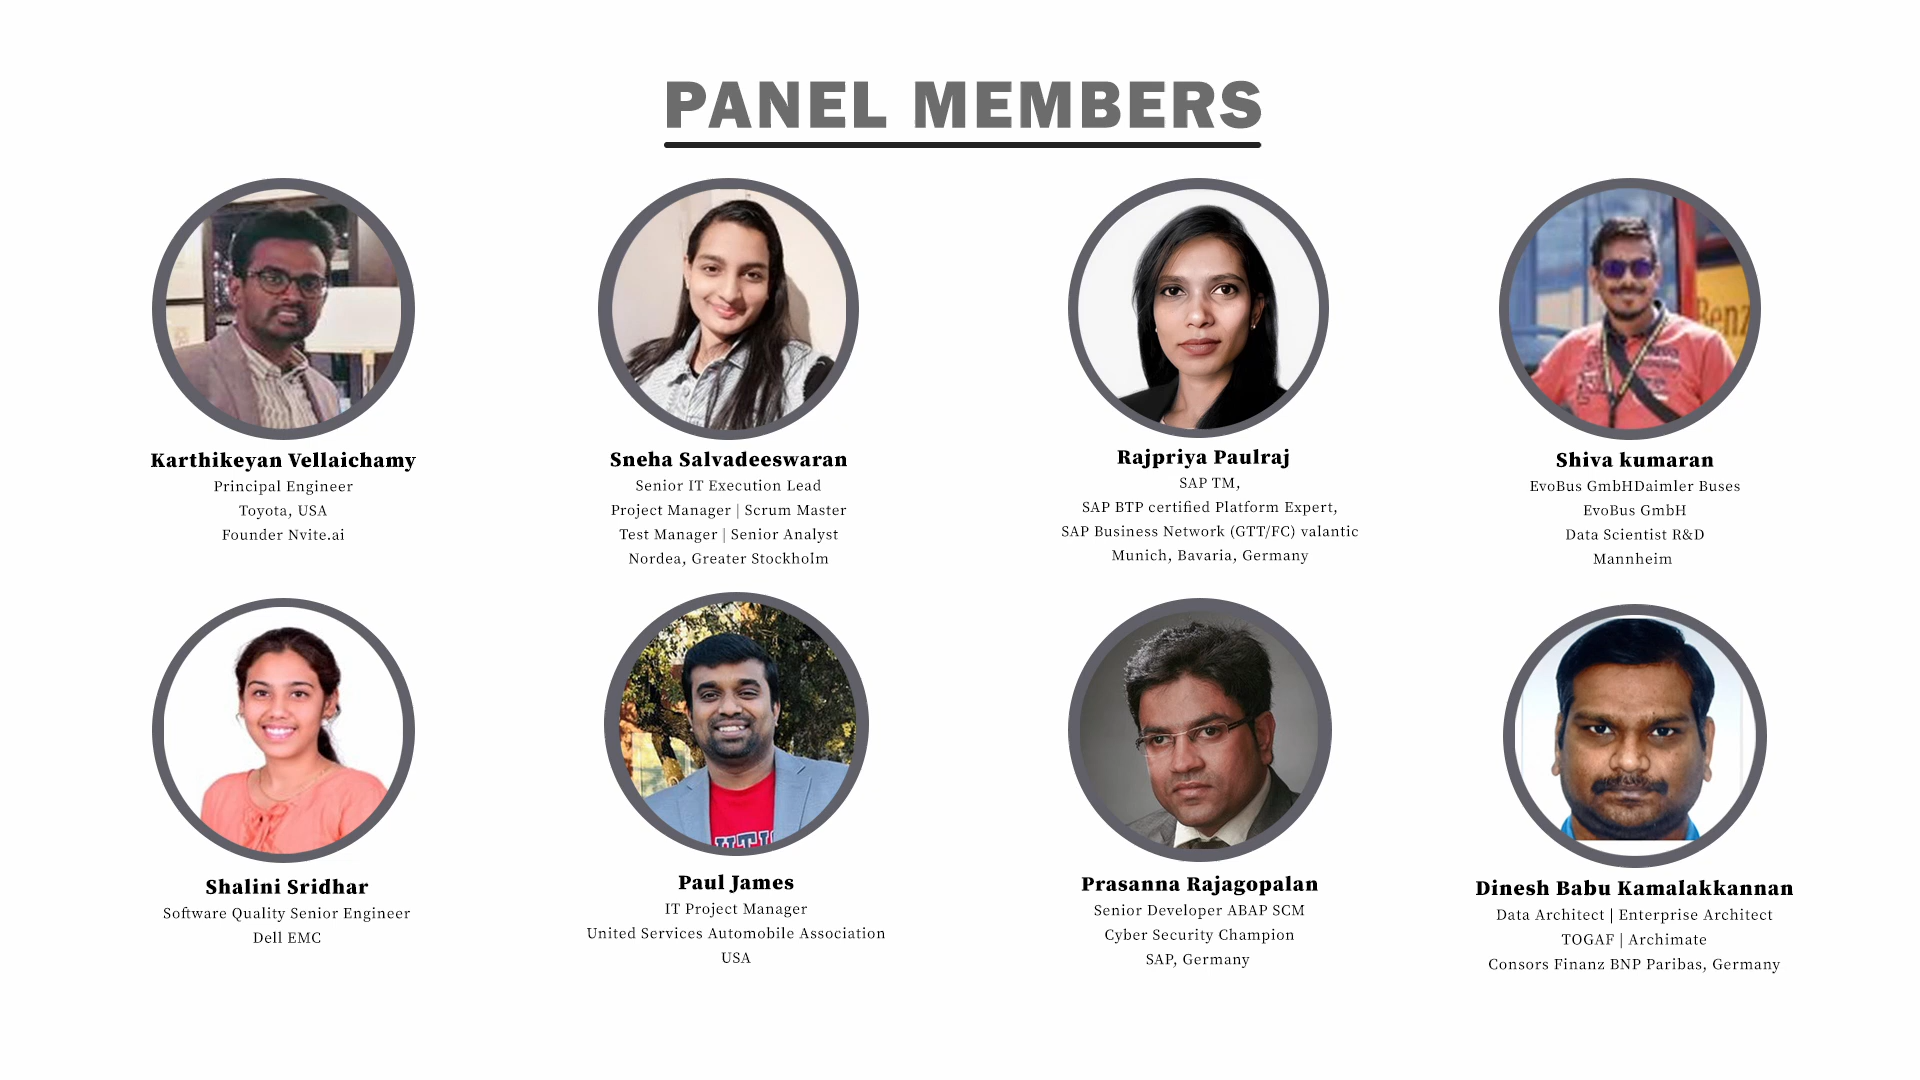 PANEL MEMBERS
Benz
Karthikeyan Vellaichamy
Principal Engineer
Toyota, USA
Founder Nvite.ai
Sneha Salvadeeswaran
Senior IT Execution Lead
Project Manager | Scrum Master
Test Manager | Senior Analyst
Nordea, Greater Stockholm
Rajpriya Paulraj
SAP TM,
SAP BTP certified Platform Expert,
SAP Business Network (GTT/FC) valantic
Munich, Bavaria, Germany
Shiva kumaran
EvoBus GmbHDaimler Buses
EvoBus GmbH
Data Scientist R&D
Mannheim
Shalini Sridhar
Software Quality Senior Engineer
Dell EMC
Paul James
IT Project Manager
United Services Automobile Association
USA
Prasanna Rajagopalan
Senior Developer ABAP SCM
Cyber Security Champion
SAP, Germany
Dinesh Babu Kamalakkannan
Data Architect | Enterprise Architect
TOGAF | Archimate
Consors Finanz BNP Paribas, Germany